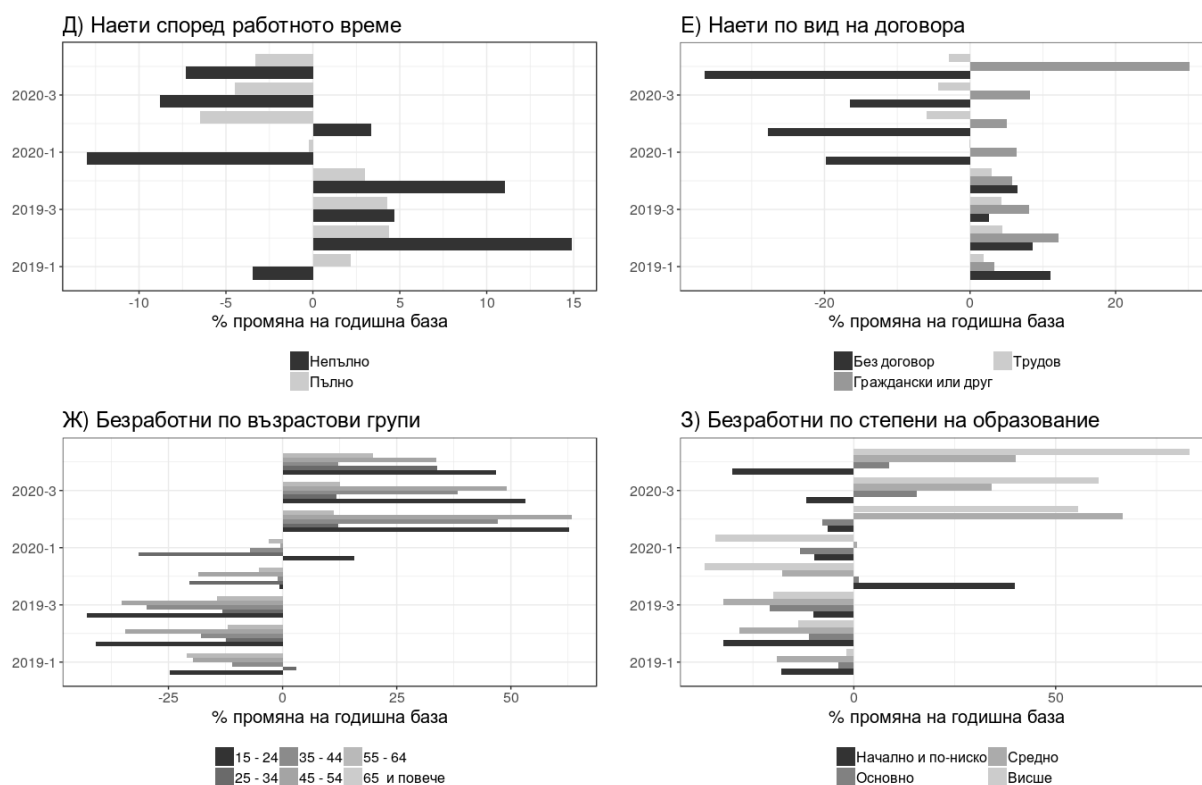 Д) Наети според работното време
2020-3
2020-1
2019-3
2019-1
-10 -5 0 5 10 15
% промяна на годишна база
Непълно
Пълно
Е) Наети по вид на договора
2020-3
2020-1
2019-3
2019-1
-20 0 20
% промяна на годишна база
Без договор Трудов
Граждански или друг
Ж) Безработни по възрастови групи
2020-3
2020-1
2019-3
2019-1
-25 0 25 50
% промяна на годишна база
15 - 24 35 - 44 55 - 64
25 - 34 45 - 54 65 и повече
З) Безработни по степени на образование
2020-3
2020-1
2019-3
2019-1
0 50
% промяна на годишна база
Начално и по-ниско Средно
Основно Висше